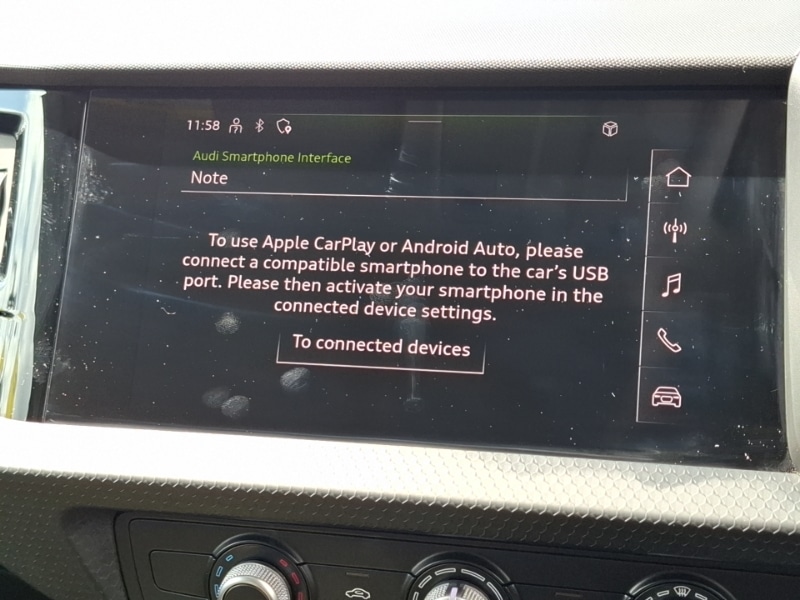 11:58
Audi Smartphone Interface
Note
To use Apple CarPlay or Android Auto, please
connect a compatible smartphone to the car's USB
port. Please then activate your smartphone in the
connected device settings.
To connected devices